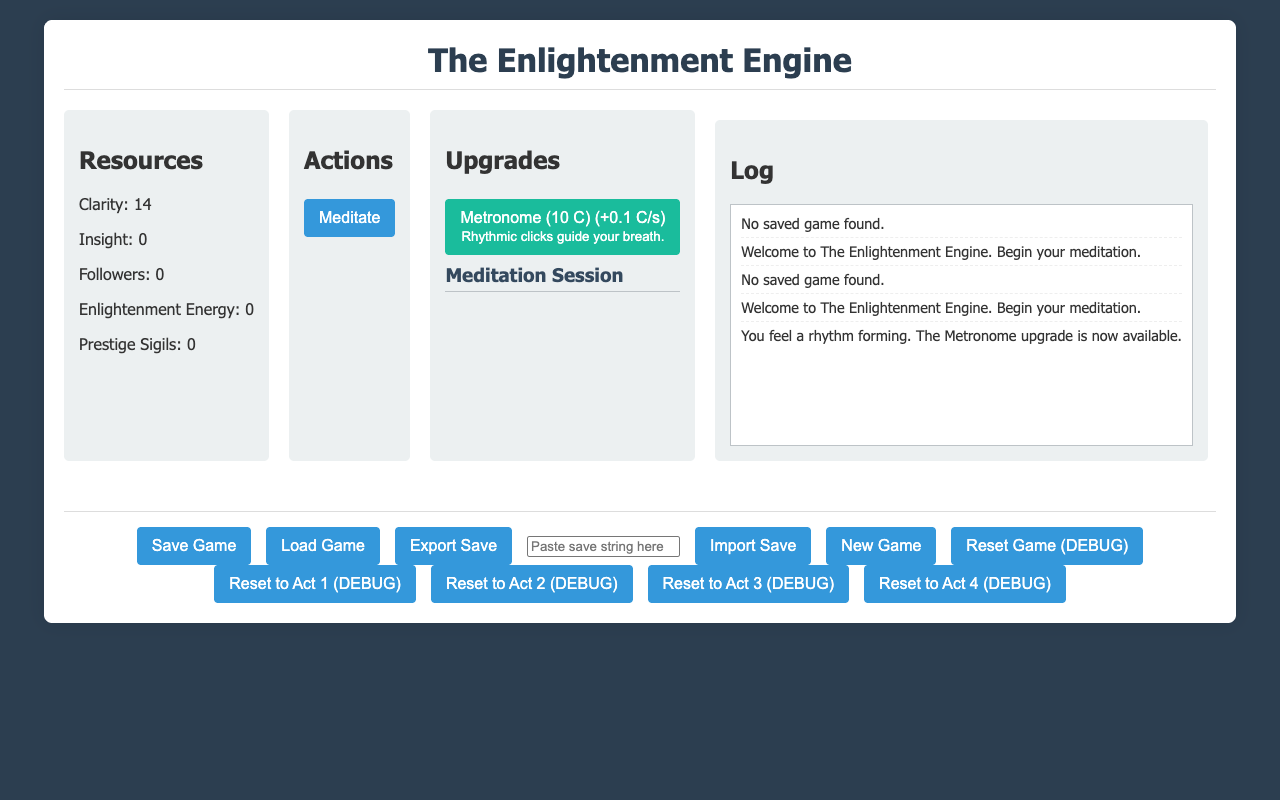 The Enlightenment Engine
Resources
Clarity: 14
Insight: 0
Followers: 0
Enlightenment Energy: 0
Prestige Sigils: 0
Actions
Meditate
Upgrades
Metronome (10 C) (+0.1 C/s)
Rhythmic clicks guide your breath.
Meditation Session
Log
No saved game found.
Welcome to The Enlightenment Engine. Begin your meditation.
No saved game found.
Welcome to The Enlightenment Engine. Begin your meditation.
You feel a rhythm forming. The Metronome upgrade is now available.
Save Game Load Game Export Save Paste save string here Import Save New Game Reset Game (DEBUG)
Reset to Act 1 (DEBUG) Reset to Act 2 (DEBUG) Reset to Act 3 (DEBUG) Reset to Act 4 (DEBUG)